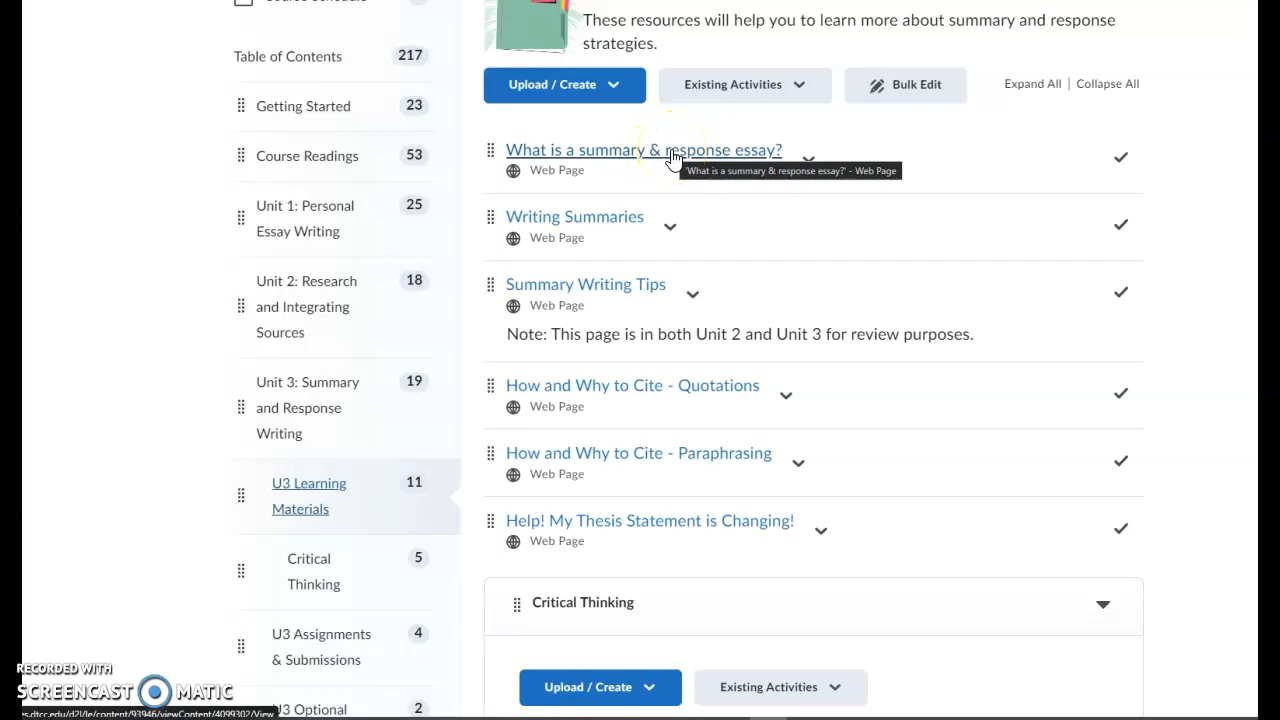 Course Schedule
Table of Contents 217
Getting Started 23
Course Readings 53
Unit 1: Personal 25
Essay Writing
Unit 2: Research 18
and Integrating
Sources
Unit 3: Summary 19
and Response
Writing
U3 Learning 11
Materials
Critical 5
Thinking
U3 Assignments 4
& Submissions
U3 Optional 2
These resources will help you to learn more about summary and response
strategies.
Upload / Create Existing Activities Bulk Edit Expand All | Collapse All
What is a summary & response essay?
Web Page
'What is a summary & response essay?' - Web Page
Writing Summaries
Web Page
Summary Writing Tips
Web Page
Note: This page is in both Unit 2 and Unit 3 for review purposes.
How and Why to Cite - Quotations
Web Page
How and Why to Cite - Paraphrasing
Web Page
Help! My Thesis Statement is Changing!
Web Page
Critical Thinking
Upload / Create Existing Activities
RECORDED WITH
SCREENCAST MATIC
es.dtcc.edu/d2l/le/content/93946/viewContent/4099302/View